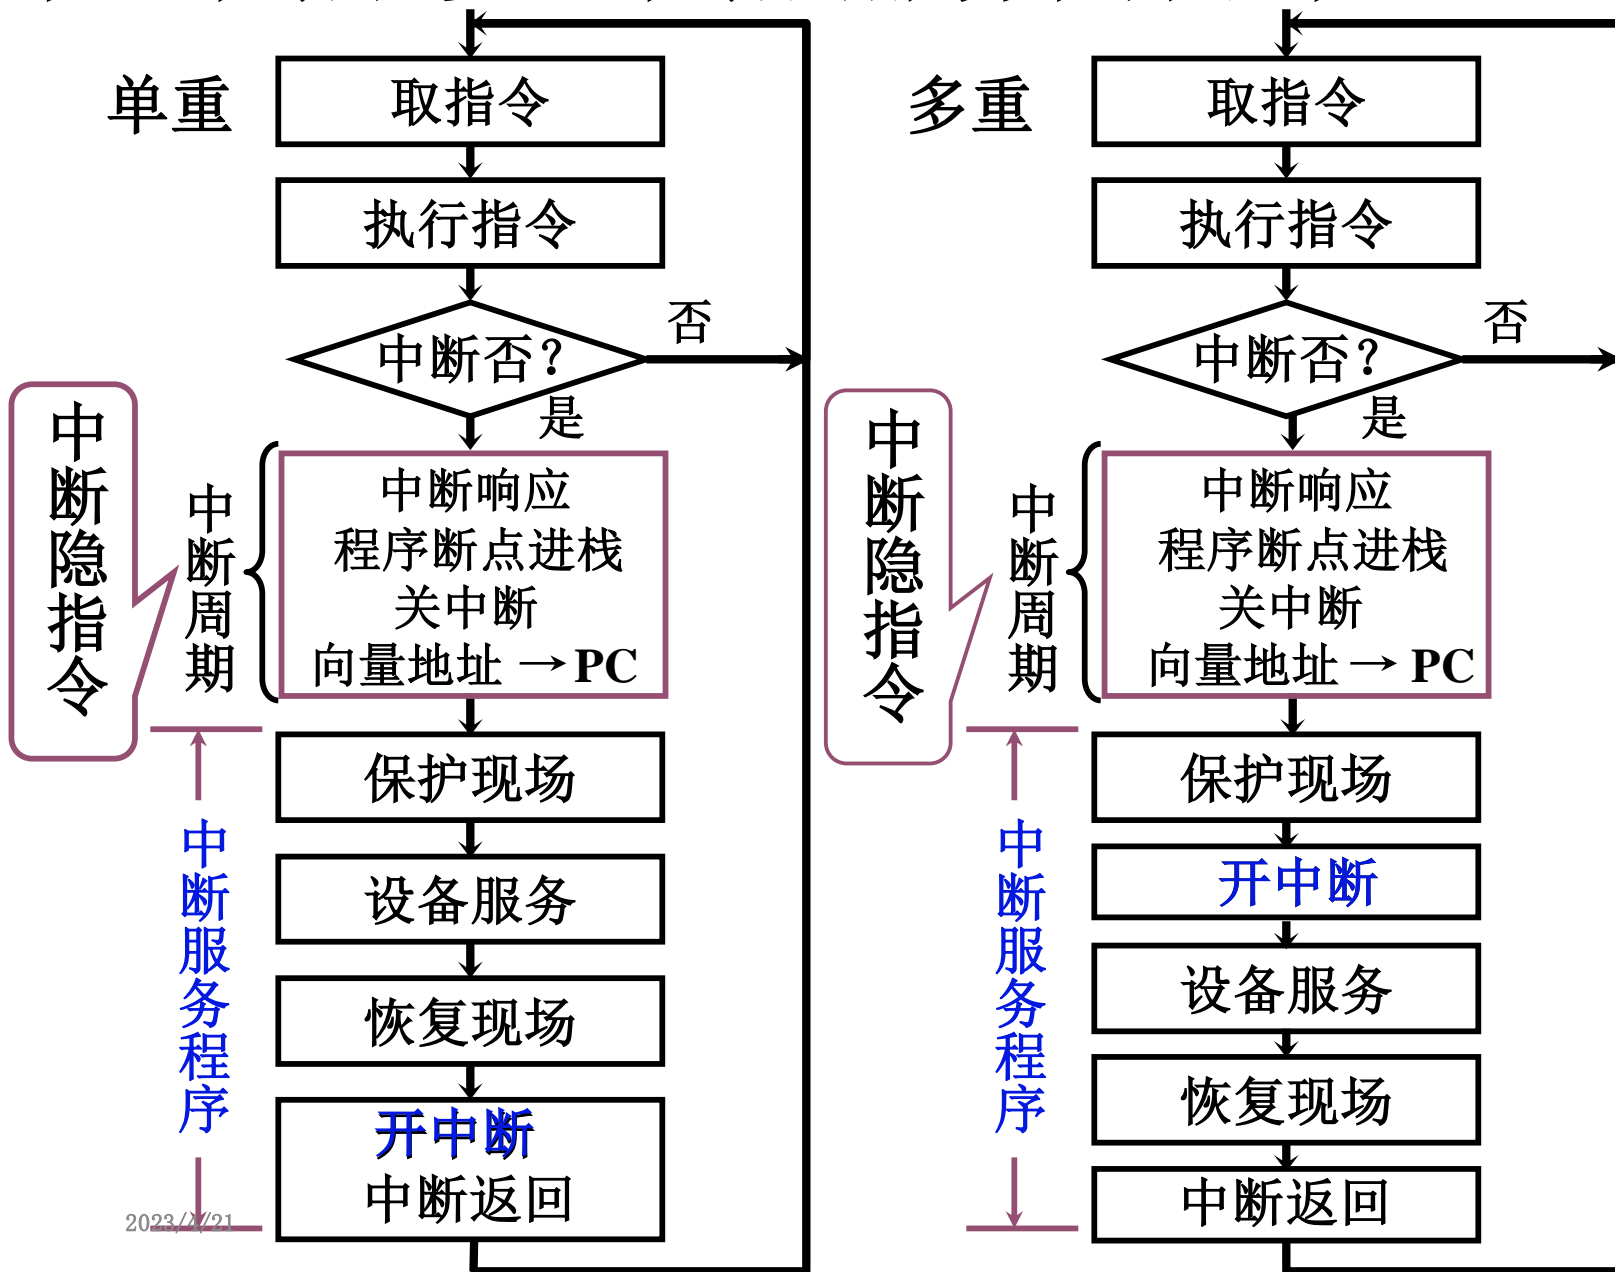 单重
取指令
执行指令
中断否？
否
是
中断隐指令
中断周期
中断响应
程序断点进栈
关中断
向量地址 → PC
中断服务程序
保护现场
设备服务
恢复现场
开中断
中断返回
2023/4/21
多重
取指令
执行指令
中断否？
否
是
中断隐指令
中断周期
中断响应
程序断点进栈
关中断
向量地址 → PC
中断服务程序
保护现场
开中断
设备服务
恢复现场
中断返回